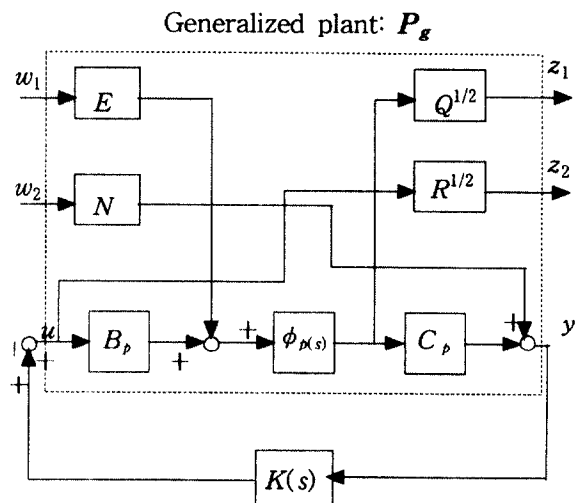 Generalized plant: P_g
w_1
E
Q^{1/2}
z_1
w_2
N
R^{1/2}
z_2
u
B_p
ϕ_{p(s)}
C_p
y
+
+
+
+
+
+
K(s)